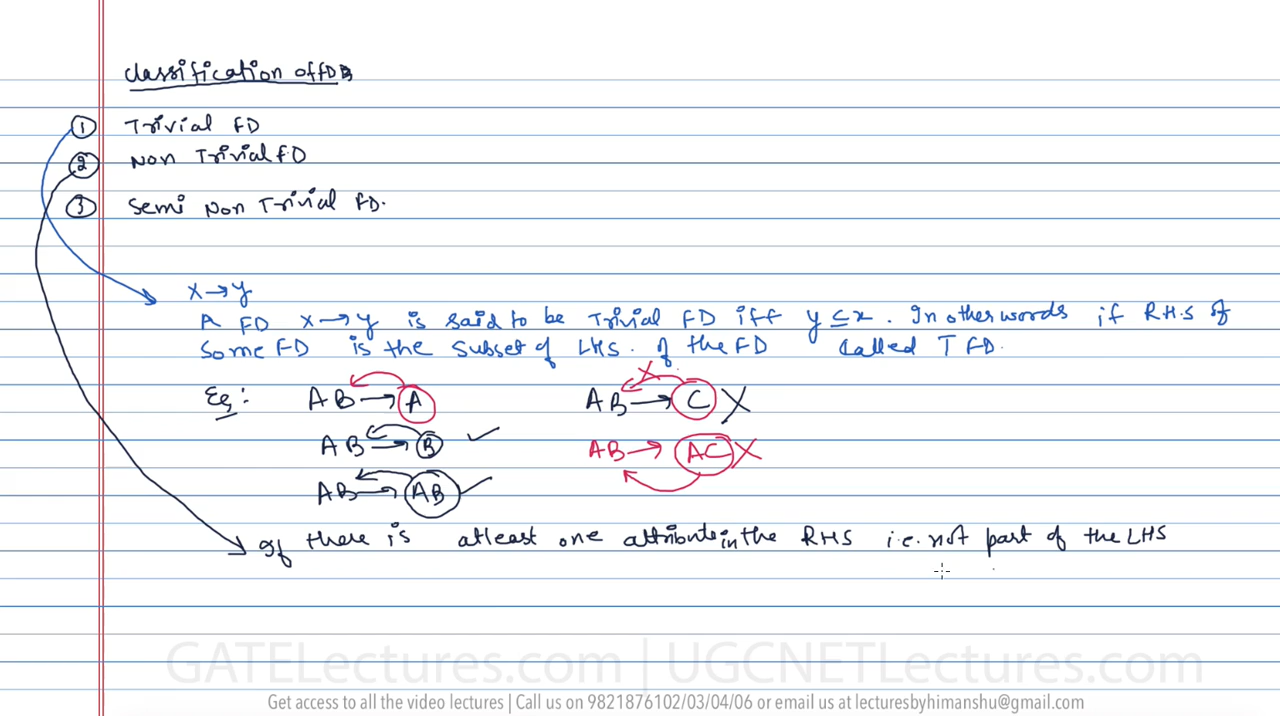 Classification of FDs
① Trivial FD
② Non Trivial FD
③ Semi Non Trivial FD.
X→y
A FD X→y is said to be Trivial FD iff y⊆x. In other words if RHS of
Some FD is the subset of LHS. of the FD called TFD.
Eg: AB→A AB→C X
AB→B ✓ AB→AC X
AB→AB ✓
If there is atleast one attribute in the RHS i.e. not part of the LHS
GATELectures.com | UGCNETLectures.com
Get access to all the video lectures | Call us on 9821876102/03/04/06 or email us at lecturesbyhimanshu@gmail.com